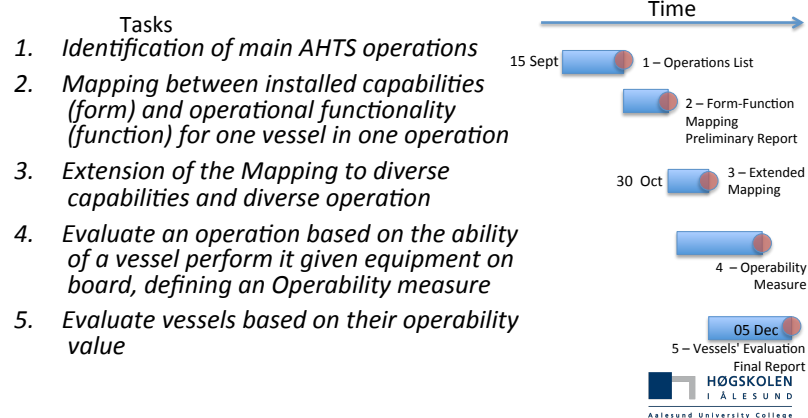 Tasks
1. Identification of main AHTS operations
2. Mapping between installed capabilities
(form) and operational functionality
(function) for one vessel in one operation
3. Extension of the Mapping to diverse
capabilities and diverse operation
4. Evaluate an operation based on the ability
of a vessel perform it given equipment on
board, defining an Operability measure
5. Evaluate vessels based on their operability
value
Time
15 Sept
1 – Operations List
2 – Form-Function
Mapping
Preliminary Report
30 Oct
3 – Extended
Mapping
4 – Operability
Measure
05 Dec
5 – Vessels' Evaluation
Final Report
HØGSKOLEN
I ÅLESUND
Aalesund University College